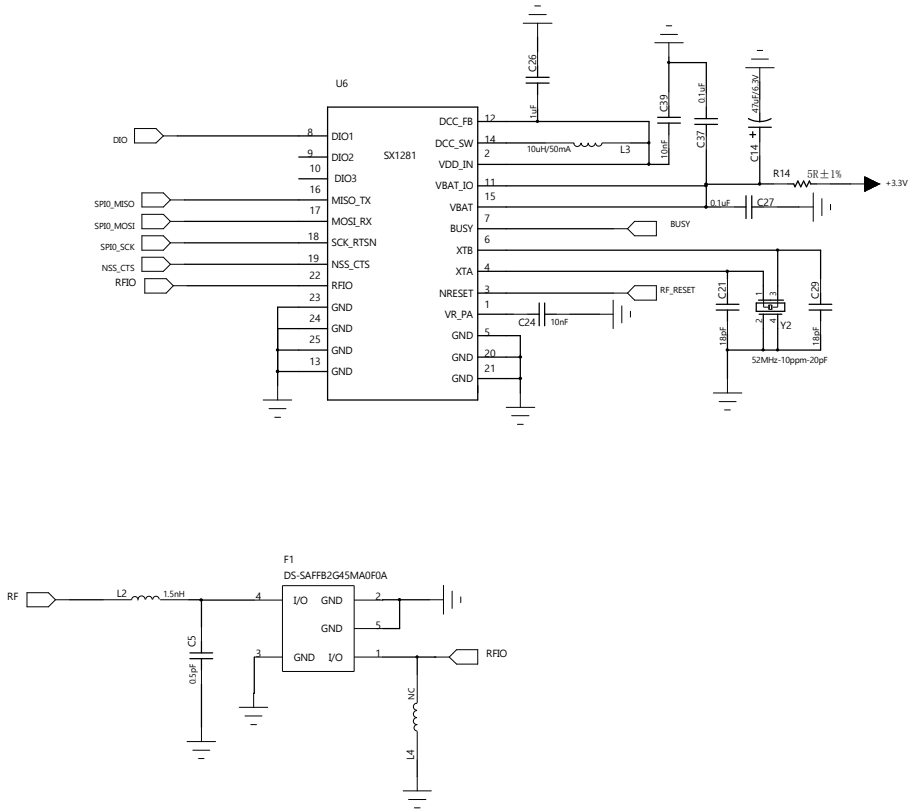 U6
SX1281
DIO
8
DIO1
9
DIO2
10
DIO3
SPI0_MISO
16
MISO_TX
SPI0_MOSI
17
MOSI_RX
SPI0_SCK
18
SCK_RTSN
NSS_CTS
19
NSS_CTS
RFIO
22
RFIO
23
GND
24
GND
25
GND
13
GND
DCC_FB
12
DCC_SW
14
VDD_IN
2
VBAT_IO
11
VBAT
15
BUSY
7
XTB
6
XTA
4
NRESET
3
VR_PA
1
GND
5
GND
20
GND
21
C26
1uF
10uH/50mA
L3
C39
10nF
0.1uF
C37
47uF/6.3V
+
C14
R14
5R±1%
+3.3V
0.1uF
C27
BUSY
RF_RESET
C24
10nF
C21
18pF
1
3
2
4
Y2
C29
18pF
52MHz-10ppm-20pF
F1
DS-SAFFB2G45MA0F0A
RF
L2
1.5nH
C5
0.5pF
4
I/O
GND
2
GND
5
3
GND
I/O
1
RFIO
NC
L4